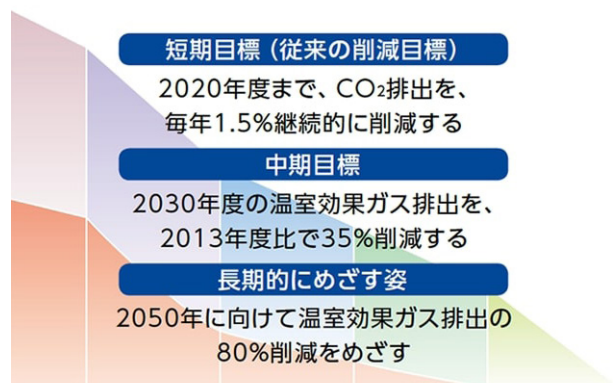 短期目標（従来の削減目標）
2020年度まで、CO₂排出を、
毎年1.5%継続的に削減する
中期目標
2030年度の温室効果ガス排出を、
2013年度比で35%削減する
長期的にめざす姿
2050年に向けて温室効果ガス排出の
80%削減をめざす